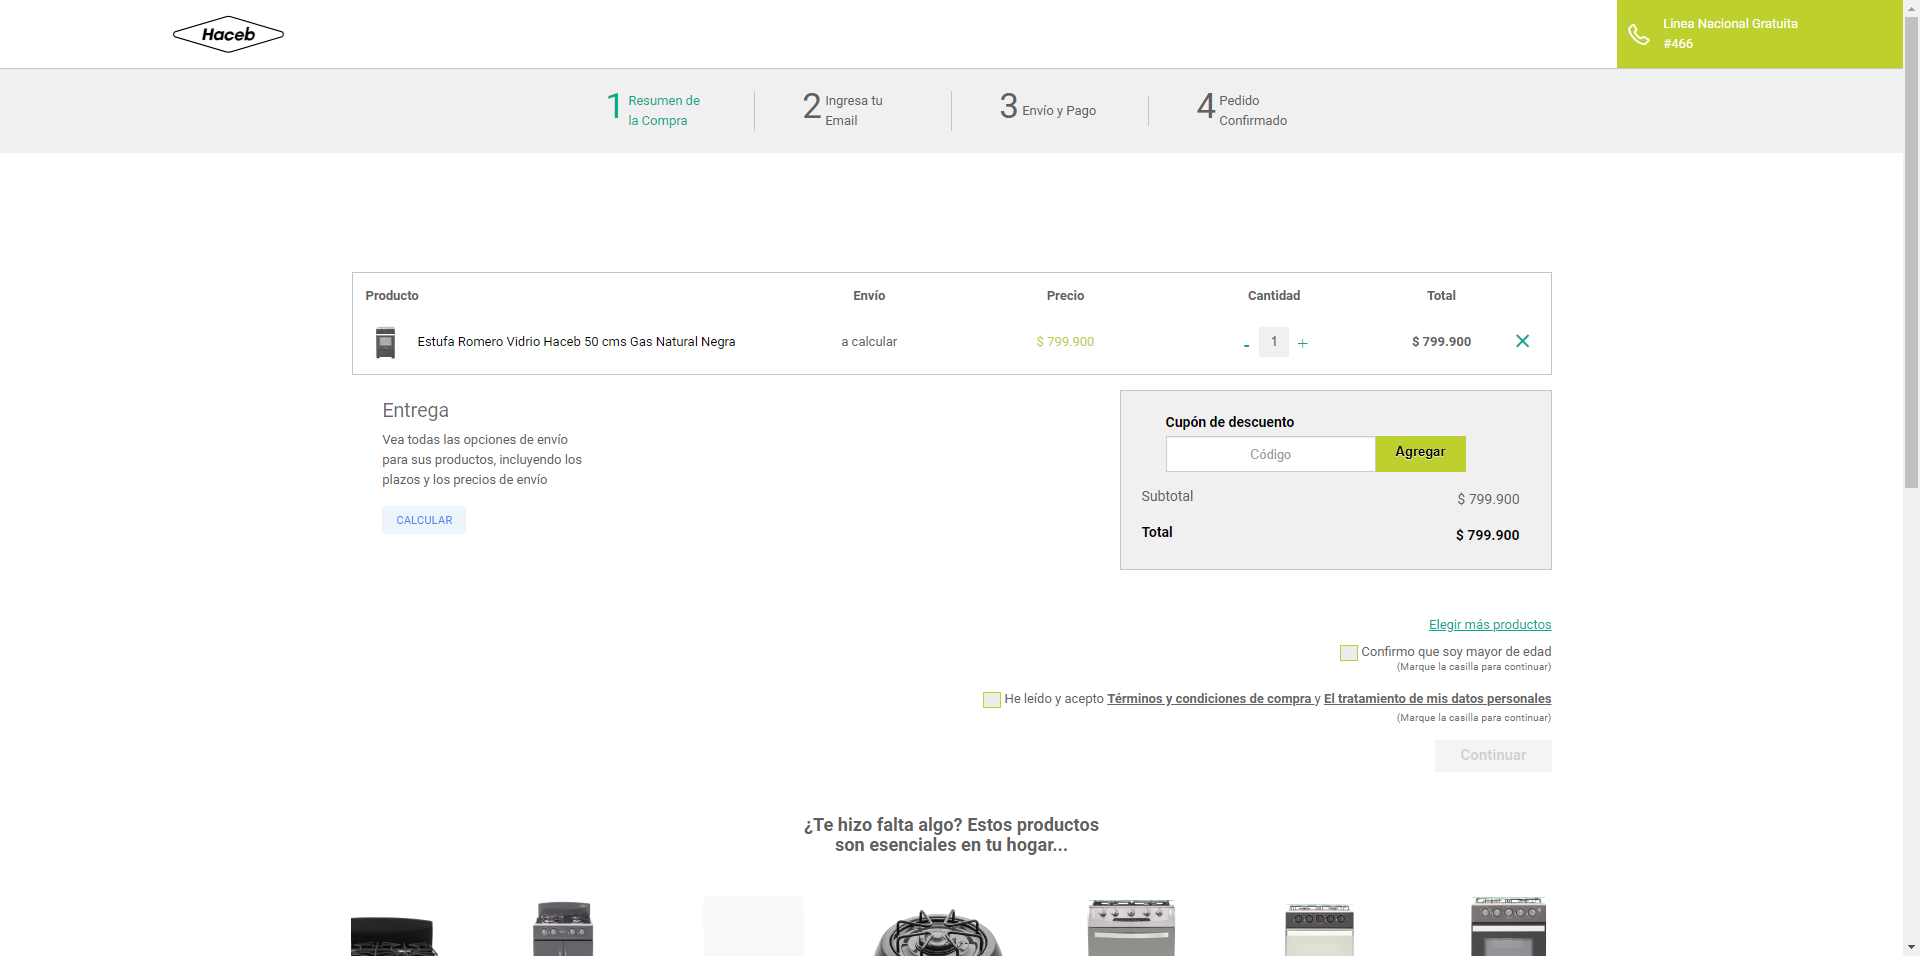 Haceb
Linea Nacional Gratuita
#466
1 Resumen de
la Compra
2 Ingresa tu
Email
3 Envío y Pago
4 Pedido
Confirmado
Producto Envío Precio Cantidad Total
Estufa Romero Vidrio Haceb 50 cms Gas Natural Negra a calcular $ 799.900 - 1 + $ 799.900
Entrega
Vea todas las opciones de envío
para sus productos, incluyendo los
plazos y los precios de envío
CALCULAR
Cupón de descuento
Código Agregar
Subtotal $ 799.900
Total $ 799.900
Elegir más productos
Confirmo que soy mayor de edad
(Marque la casilla para continuar)
He leído y acepto Términos y condiciones de compra y El tratamiento de mis datos personales
(Marque la casilla para continuar)
Continuar
¿Te hizo falta algo? Estos productos
son esenciales en tu hogar...